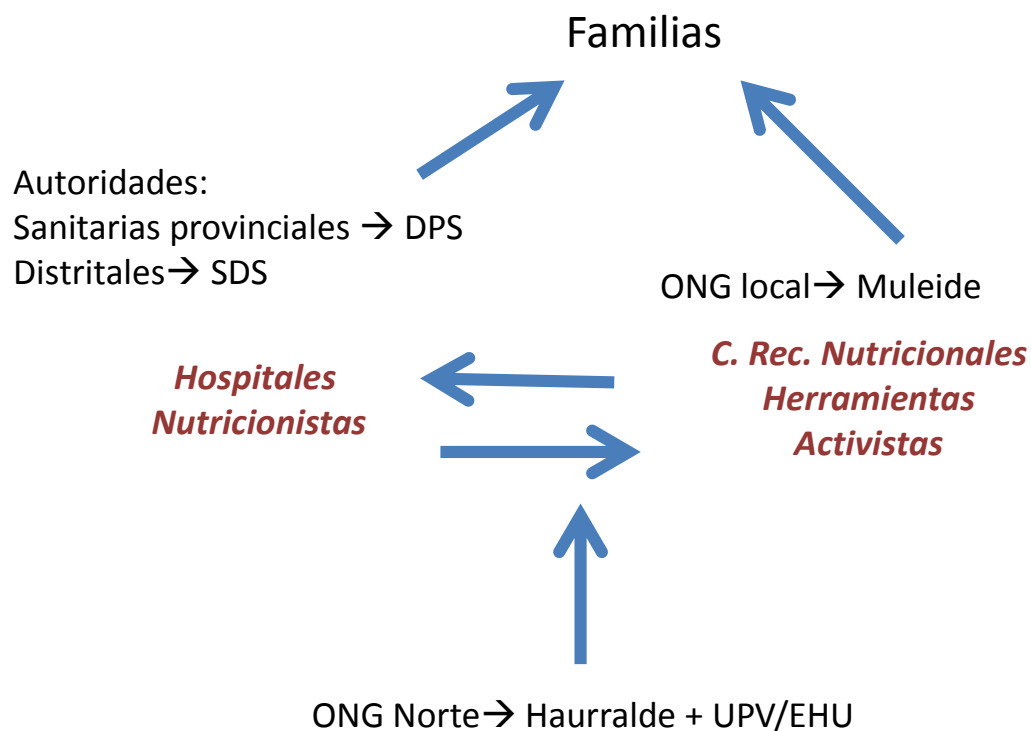 Familias
Autoridades:
Sanitarias provinciales → DPS
Distritales→ SDS
ONG local→ Muleide
Hospitales
Nutricionistas
C. Rec. Nutricionales
Herramientas
Activistas
ONG Norte→ Haurralde + UPV/EHU